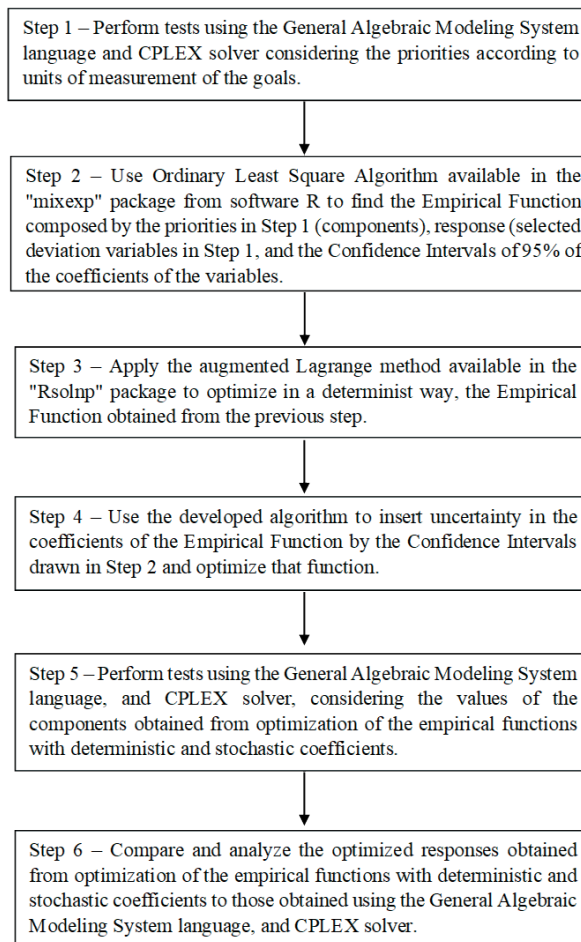 Step 1 – Perform tests using the General Algebraic Modeling System
language and CPLEX solver considering the priorities according to
units of measurement of the goals.
Step 2 – Use Ordinary Least Square Algorithm available in the
"mixexp" package from software R to find the Empirical Function
composed by the priorities in Step 1 (components), response (selected
deviation variables in Step 1, and the Confidence Intervals of 95% of
the coefficients of the variables.
Step 3 – Apply the augmented Lagrange method available in the
"Rsolnp" package to optimize in a determinist way, the Empirical
Function obtained from the previous step.
Step 4 – Use the developed algorithm to insert uncertainty in the
coefficients of the Empirical Function by the Confidence Intervals
drawn in Step 2 and optimize that function.
Step 5 – Perform tests using the General Algebraic Modeling System
language, and CPLEX solver, considering the values of the
components obtained from optimization of the empirical functions
with deterministic and stochastic coefficients.
Step 6 – Compare and analyze the optimized responses obtained
from optimization of the empirical functions with deterministic and
stochastic coefficients to those obtained using the General Algebraic
Modeling System language, and CPLEX solver.